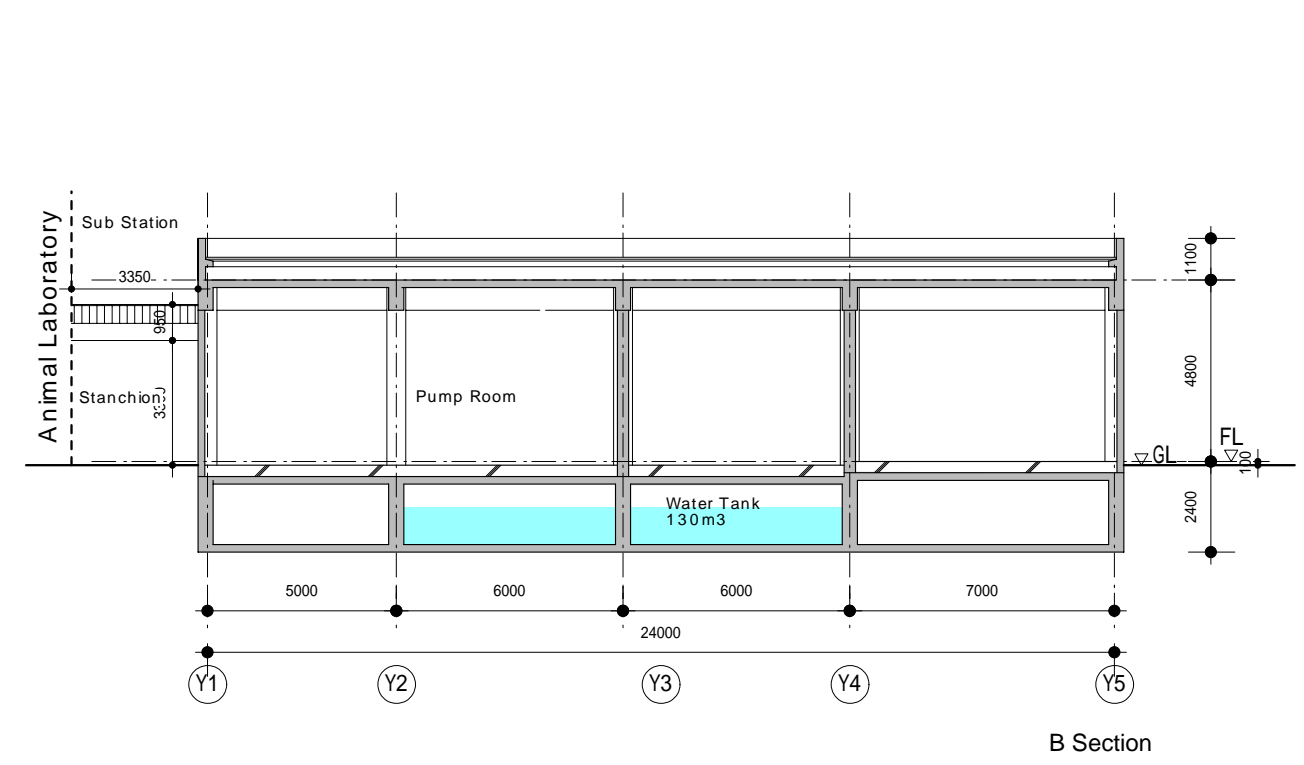 Sub Station
Animal Laboratory
3350
950
Stanchion
Pump Room
Water Tank
130m3
1100
4800
FL
GL
100
2400
5000
6000
6000
7000
24000
Y1
Y2
Y3
Y4
Y5
B Section